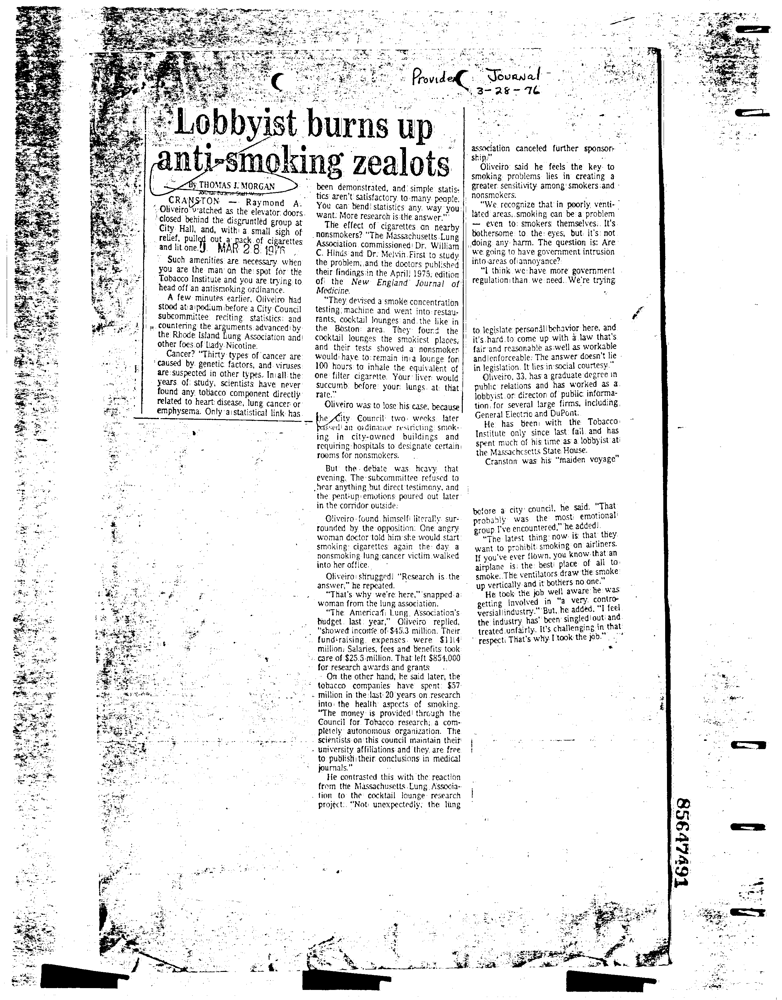 Providence Journal
3-28-76
Lobbyist burns up
anti-smoking zealots
By THOMAS J. MORGAN
CRANSTON — Raymond A.
Oliveiro watched as the elevator doors
closed behind the disgruntled group at
City Hall, and, with a small sigh of
relief, pulled out a pack of cigarettes
and lit one.
MAR 28 1976
Such amenities are necessary when
you are the man on the spot for the
Tobacco Institute and you are trying to
head off an antismoking ordinance.
A few minutes earlier, Oliveiro had
stood at a podium before a City Council
subcommittee reciting statistics and
countering the arguments advanced by
the Rhode Island Lung Association and
other foes of Lady Nicotine.
Cancer? "Thirty types of cancer are
caused by genetic factors, and viruses
are suspected in other types. In all the
years of study, scientists have never
found any tobacco component directly
related to heart disease, lung cancer or
emphysema. Only a statistical link has
been demonstrated, and simple statis-
tics aren't satisfactory to many people.
You can bend statistics any way you
want. More research is the answer."
The effect of cigarettes on nearby
nonsmokers? "The Massachusetts Lung
Association commissioned Dr. William
C. Hinds and Dr. Melvin First to study
the problem, and the doctors published
their findings in the April, 1975, edition
of the New England Journal of
Medicine.
"They devised a smoke concentration
testing machine and went into restau-
rants, cocktail lounges and the like in
the Boston area. They found the
cocktail lounges the smokiest places,
and their tests showed a nonsmoker
would have to remain in a lounge for
100 hours to inhale the equivalent of
one filter cigarette. Your liver would
succumb before your lungs at that
rate."
Oliveiro was to lose his case, because
the City Council two weeks later
passed an ordinance restricting smok-
ing in city-owned buildings and
requiring hospitals to designate certain
rooms for nonsmokers.
But the debate was heavy that
evening. The subcommittee refused to
hear anything but direct testimony, and
the pent-up emotions poured out later
in the corridor outside.
Oliveiro found himself literally sur-
rounded by the opposition. One angry
woman doctor told him she would start
smoking cigarettes again the day a
nonsmoking lung cancer victim walked
into her office.
Oliveiro shrugged. "Research is the
answer," he repeated.
"That's why we're here," snapped a
woman from the lung association.
"The American Lung Association's
budget last year," Oliveiro replied,
"showed income of $45.3 million. Their
fund-raising expenses were $11.4
million. Salaries, fees and benefits took
care of $25.5 million. That left $854,000
for research awards and grants.
On the other hand, he said later, the
tobacco companies have spent $57
million in the last 20 years on research
into the health aspects of smoking.
"The money is provided through the
Council for Tobacco research, a com-
pletely autonomous organization. The
scientists on this council maintain their
university affiliations and they are free
to publish their conclusions in medical
journals."
He contrasted this with the reaction
from the Massachusetts Lung Associa-
tion to the cocktail lounge research
project. "Not unexpectedly, the lung
association canceled further sponsor-
ship."
Oliveiro said he feels the key to
smoking problems lies in creating a
greater sensitivity among smokers and
nonsmokers.
"We recognize that in poorly venti-
lated areas, smoking can be a problem
— even to smokers themselves. It's
bothersome to the eyes, but it's not
doing any harm. The question is: Are
we going to have government intrusion
into areas of annoyance?
"I think we have more government
regulation than we need. We're trying
to legislate personal behavior here, and
it's hard to come up with a law that's
fair and reasonable as well as workable
and enforceable. The answer doesn't lie
in legislation. It lies in social courtesy."
Oliveiro, 33, has a graduate degree in
public relations and has worked as a
lobbyist or director of public informa-
tion for several large firms, including
General Electric and DuPont.
He has been with the Tobacco
Institute only since last fall and has
spent much of his time as a lobbyist at
the Massachusetts State House.
Cranston was his "maiden voyage"
before a city council, he said. "That
probably was the most emotional
group I've encountered," he added.
"The latest thing now is that they
want to prohibit smoking on airliners.
If you've ever flown, you know that an
airplane is the best place of all to
smoke. The ventilators draw the smoke
up vertically and it bothers no one."
He took the job well aware he was
getting involved in "a very contro-
versial industry." But, he added, "I feel
the industry has been singled out and
treated unfairly. It's challenging in that
respect. That's why I took the job."
85647491